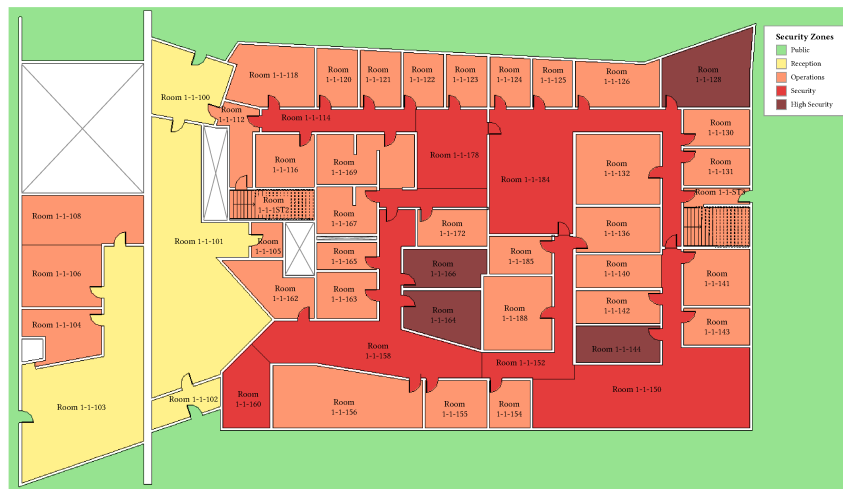 Security Zones
Public
Reception
Operations
Security
High Security
Room 1-1-118
Room
1-1-120
Room
1-1-121
Room
1-1-122
Room
1-1-123
Room
1-1-124
Room
1-1-125
Room
1-1-126
Room
1-1-128
Room 1-1-100
Room
1-1-112
Room 1-1-114
Room
1-1-130
Room
1-1-116
Room
1-1-169
Room
1-1-178
Room 1-1-184
Room
1-1-132
Room
1-1-131
Room 1-1-ST3
Room 1-1-108
Room
1-1-ST2
Room
1-1-167
Room
1-1-172
Room
1-1-136
Room 1-1-101
Room
1-1-105
Room
1-1-165
Room
1-1-166
Room
1-1-185
Room
1-1-140
Room
1-1-141
Room 1-1-106
Room
1-1-162
Room
1-1-163
Room
1-1-164
Room
1-1-188
Room
1-1-142
Room
1-1-143
Room 1-1-104
Room
1-1-158
Room 1-1-144
Room 1-1-152
Room 1-1-150
Room 1-1-103
Room 1-1-102
Room
1-1-160
Room
1-1-156
Room
1-1-155
Room
1-1-154